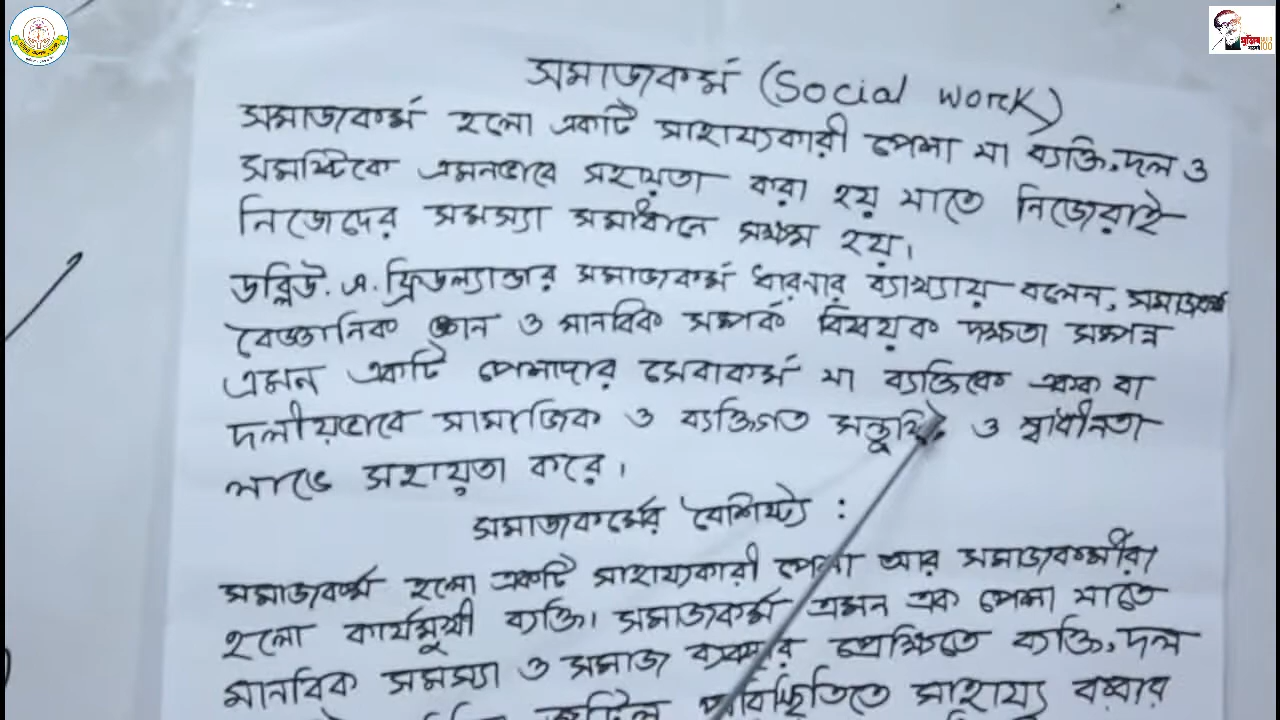 সমাজকর্ম (Social Work)
সমাজকর্ম হলো একটি সাহায্যকারী পেশা যা ব্যক্তি, দল ও
সমষ্টিকে এমনভাবে সহায়তা করা হয় যাতে নিজেরাই
নিজেদের সমস্যা সমাধানে সক্ষম হয়।
ডব্লিউ. এ. ফ্রিডল্যান্ডার সমাজকর্ম ধারনার ব্যাখ্যায় বলেন, সমাজকর্ম
বৈজ্ঞানিক জ্ঞান ও মানবিক সম্পর্ক বিষয়ক দক্ষতা সম্পন্ন
এমন একটি পেশাদার সেবাকর্ম যা ব্যক্তিকে একক বা
দলীয়ভাবে সামাজিক ও ব্যক্তিগত সন্তুষ্টি ও স্বাধীনতা
লাভে সহায়তা করে।
সমাজকর্মের বৈশিষ্ট্য :
সমাজকর্ম হলো একটি সাহায্যকারী পেশা আর সমাজকর্মীরা
হলো কার্যমুখী ব্যক্তি। সমাজকর্ম এমন এক পেশা যাতে
মানবিক সমস্যা ও সমাজ ব্যবস্থার প্রেক্ষিতে ব্যক্তি, দল
জটিল পরিস্থিতিতে সাহায্য করার